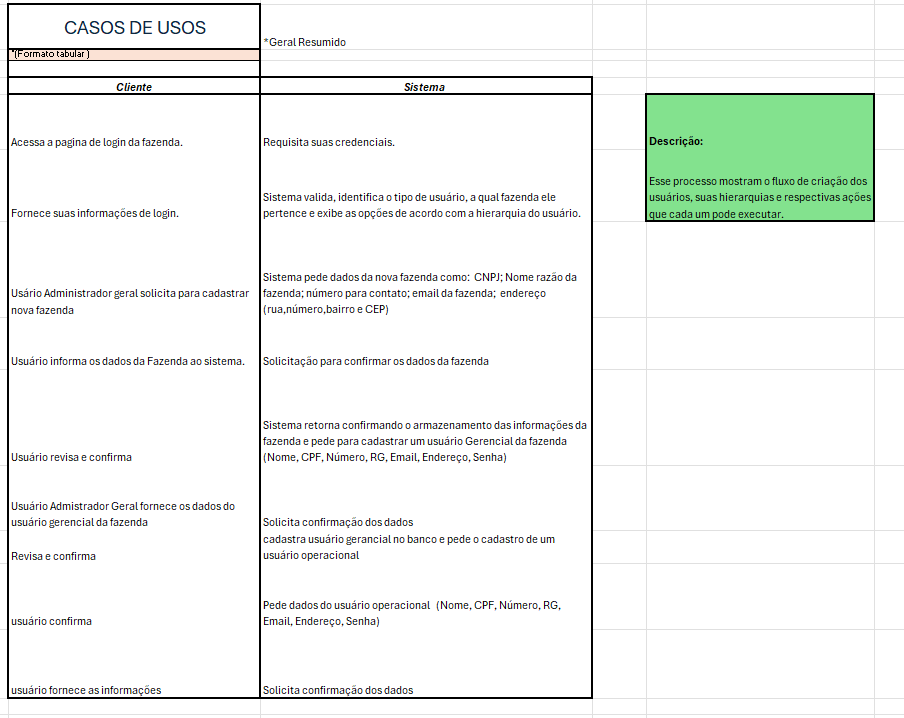 CASOS DE USOS
*Geral Resumido
*(Formato tabular )
Cliente
Sistema
Acessa a pagina de login da fazenda.
Requisita suas credenciais.
Fornece suas informações de login.
Sistema valida, identifica o tipo de usuário, a qual fazenda ele
pertence e exibe as opções de acordo com a hierarquia do usuário.
Usário Administrador geral solicita para cadastrar
nova fazenda
Sistema pede dados da nova fazenda como: CNPJ; Nome razão da
fazenda; número para contato; email da fazenda; endereço
(rua,número,bairro e CEP)
Usuário informa os dados da Fazenda ao sistema.
Solicitação para confirmar os dados da fazenda
Usuário revisa e confirma
Sistema retorna confirmando o armazenamento das informações da
fazenda e pede para cadastrar um usuário Gerencial da fazenda
(Nome, CPF, Número, RG, Email, Endereço, Senha)
Usuário Admistrador Geral fornece os dados do
usuário gerencial da fazenda
Solicita confirmação dos dados
Revisa e confirma
cadastra usuário gerancial no banco e pede o cadastro de um
usuário operacional
usuário confirma
Pede dados do usuário operacional (Nome, CPF, Número, RG,
Email, Endereço, Senha)
usuário fornece as informações
Solicita confirmação dos dados
Descrição:
Esse processo mostram o fluxo de criação dos
usuários, suas hierarquias e respectivas ações
que cada um pode executar.